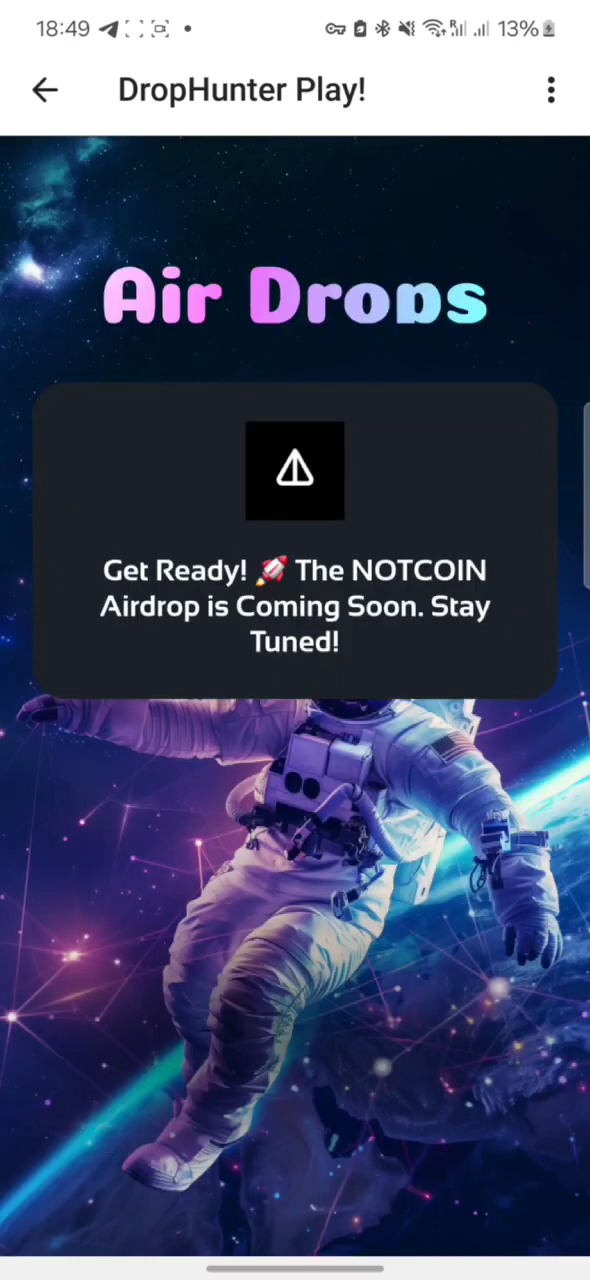 18:49
13%
DropHunter Play!
Air Drops
Get Ready! 🚀 The NOTCOIN
Airdrop is Coming Soon. Stay
Tuned!